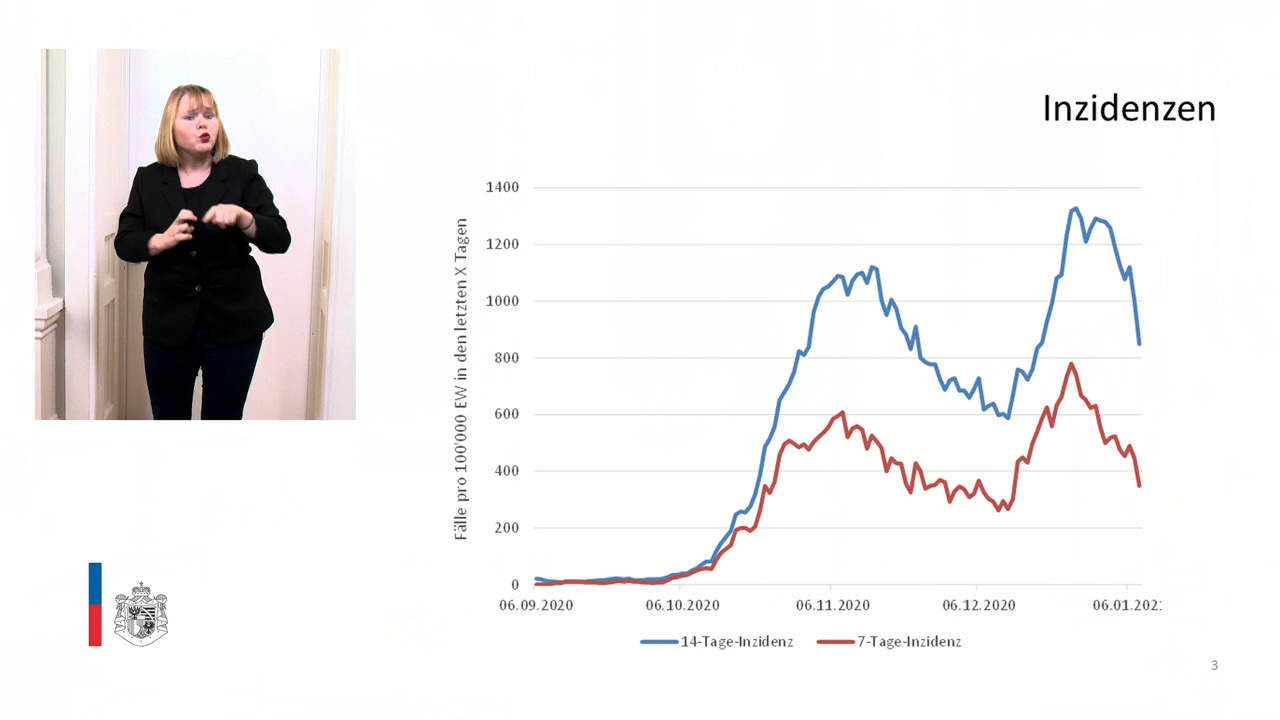 Inzidenzen
Fälle pro 100'000 EW in den letzten X Tagen
1400
1200
1000
800
600
400
200
0
06.09.2020 06.10.2020 06.11.2020 06.12.2020 06.01.202
14-Tage-Inzidenz 7-Tage-Inzidenz
3